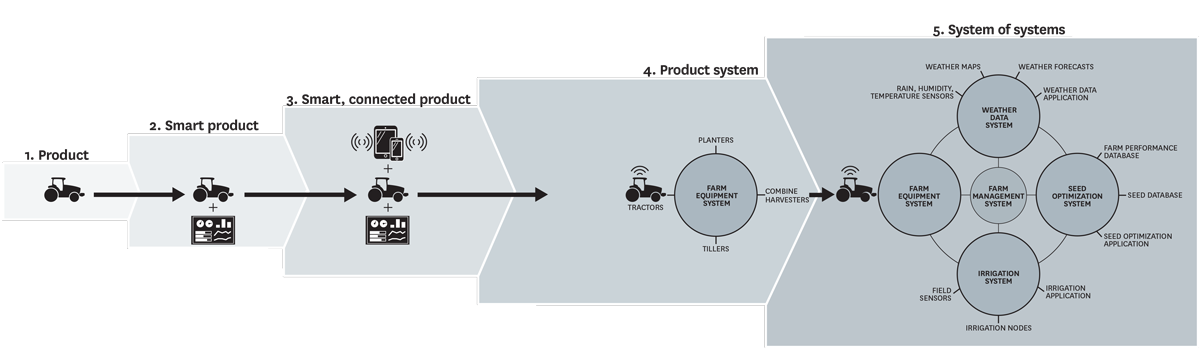 1. Product
2. Smart product
+
3. Smart, connected product
+
+
4. Product system
PLANTERS
TRACTORS
FARM
EQUIPMENT
SYSTEM
COMBINE
HARVESTERS
TILLERS
5. System of systems
WEATHER MAPS
WEATHER FORECASTS
RAIN, HUMIDITY,
TEMPERATURE SENSORS
WEATHER DATA
APPLICATION
WEATHER
DATA
SYSTEM
FARM
EQUIPMENT
SYSTEM
FARM
MANAGEMENT
SYSTEM
SEED
OPTIMIZATION
SYSTEM
FARM PERFORMANCE
DATABASE
SEED DATABASE
SEED OPTIMIZATION
APPLICATION
IRRIGATION
SYSTEM
FIELD
SENSORS
IRRIGATION
APPLICATION
IRRIGATION NODES